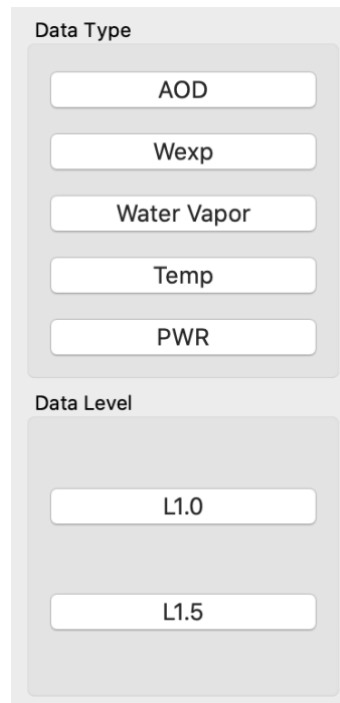 Data Type
AOD
Wexp
Water Vapor
Temp
PWR
Data Level
L1.0
L1.5